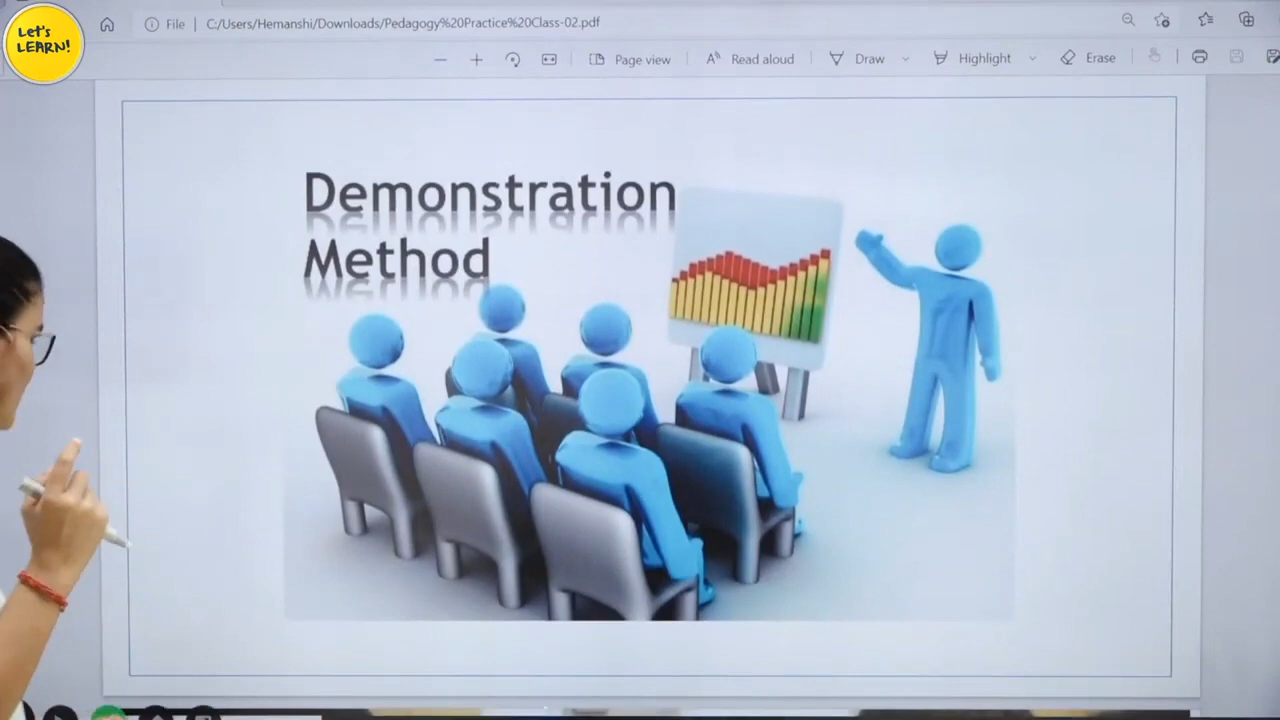 Let's
LEARN!
File | C:/Users/Hemanshi/Downloads/Pedagogy%20Practice%20Class-02.pdf
Page view
Read aloud
Draw
Highlight
Erase
Demonstration
Method